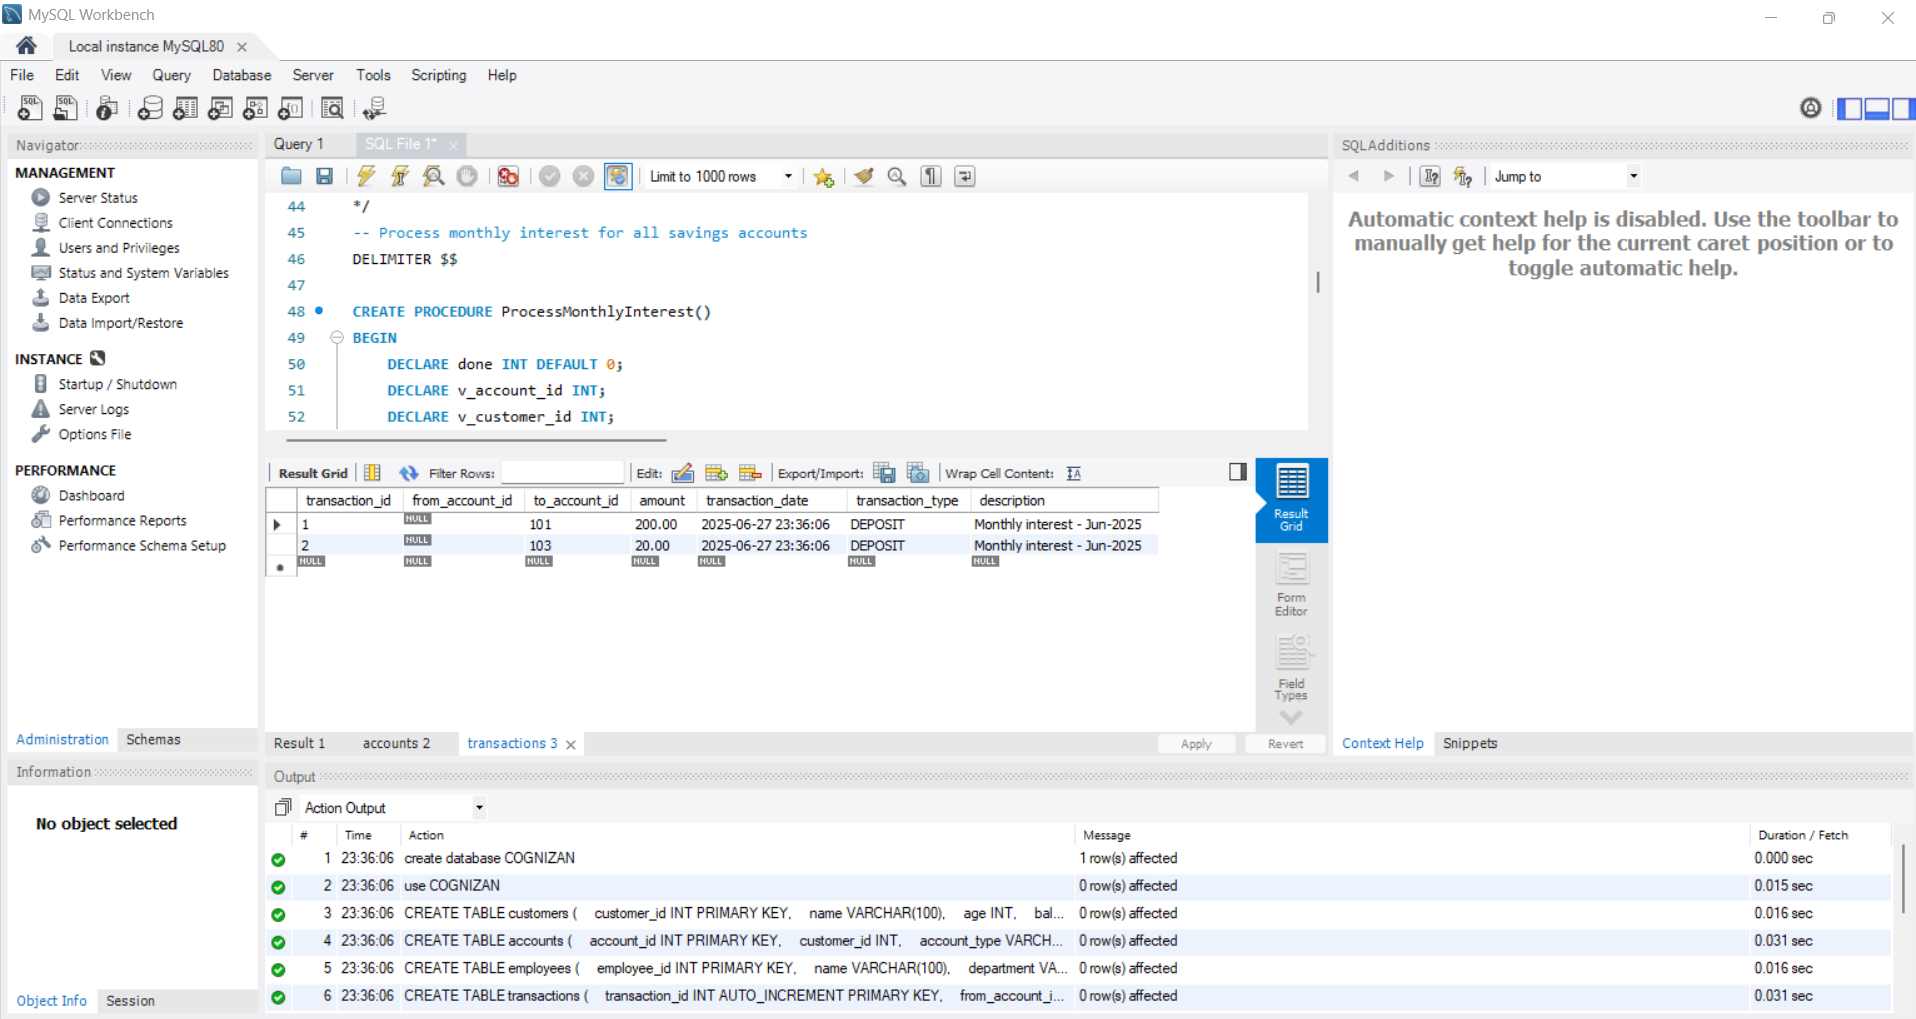 MySQL Workbench
Local instance MySQL80
File Edit View Query Database Server Tools Scripting Help
Navigator
MANAGEMENT
Server Status
Client Connections
Users and Privileges
Status and System Variables
Data Export
Data Import/Restore
INSTANCE
Startup / Shutdown
Server Logs
Options File
PERFORMANCE
Dashboard
Performance Reports
Performance Schema Setup
Administration Schemas
Information
No object selected
Object Info Session
Query 1 SQL File 1*
Limit to 1000 rows
44 */
45 -- Process monthly interest for all savings accounts
46 DELIMITER $$
47
48 CREATE PROCEDURE ProcessMonthlyInterest()
49 BEGIN
50 DECLARE done INT DEFAULT 0;
51 DECLARE v_account_id INT;
52 DECLARE v_customer_id INT;
Result Grid Filter Rows: Edit: Export/Import: Wrap Cell Content:
transaction_id from_account_id to_account_id amount transaction_date transaction_type description
1 NULL 101 200.00 2025-06-27 23:36:06 DEPOSIT Monthly interest - Jun-2025
2 NULL 103 20.00 2025-06-27 23:36:06 DEPOSIT Monthly interest - Jun-2025
NULL NULL NULL NULL NULL NULL NULL
Result
Grid
Form
Editor
Field
Types
Result 1 accounts 2 transactions 3 Apply Revert
SQLAdditions
Jump to
Automatic context help is disabled. Use the toolbar to
manually get help for the current caret position or to
toggle automatic help.
Context Help Snippets
Output
Action Output
# Time Action Message Duration / Fetch
1 23:36:06 create database COGNIZAN 1 row(s) affected 0.000 sec
2 23:36:06 use COGNIZAN 0 row(s) affected 0.015 sec
3 23:36:06 CREATE TABLE customers ( customer_id INT PRIMARY KEY, name VARCHAR(100), age INT, bal... 0 row(s) affected 0.016 sec
4 23:36:06 CREATE TABLE accounts ( account_id INT PRIMARY KEY, customer_id INT, account_type VARCH... 0 row(s) affected 0.031 sec
5 23:36:06 CREATE TABLE employees ( employee_id INT PRIMARY KEY, name VARCHAR(100), department VA... 0 row(s) affected 0.016 sec
6 23:36:06 CREATE TABLE transactions ( transaction_id INT AUTO_INCREMENT PRIMARY KEY, from_account_i... 0 row(s) affected 0.031 sec